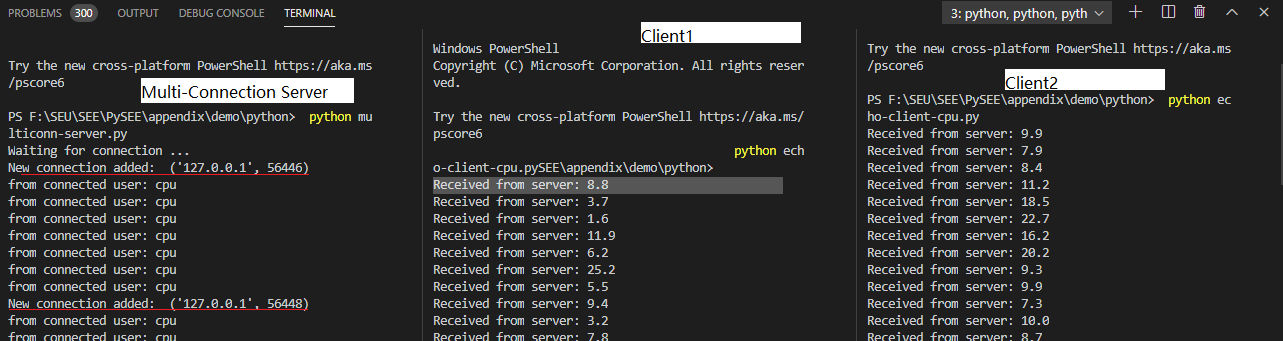 PROBLEMS 300 OUTPUT DEBUG CONSOLE TERMINAL 3: python, python, pyth
Try the new cross-platform PowerShell https://aka.ms
/pscore6
Multi-Connection Server
PS F:\SEU\SEE\PySEE\appendix\demo\python> python mu
lticonn-server.py
Waiting for connection ...
New connection added: ('127.0.0.1', 56446)
from connected user: cpu
from connected user: cpu
from connected user: cpu
from connected user: cpu
from connected user: cpu
from connected user: cpu
from connected user: cpu
New connection added: ('127.0.0.1', 56448)
from connected user: cpu
from connected user: cpu
Client1
Windows PowerShell
Copyright (C) Microsoft Corporation. All rights reser
ved.
Try the new cross-platform PowerShell https://aka.ms/
pscore6
python ech
o-client-cpu.pySEE\appendix\demo\python>
Received from server: 8.8
Received from server: 3.7
Received from server: 1.6
Received from server: 11.9
Received from server: 6.2
Received from server: 25.2
Received from server: 5.5
Received from server: 9.4
Received from server: 3.2
Received from server: 7.8
Try the new cross-platform PowerShell https://aka.ms
/pscore6
Client2
PS F:\SEU\SEE\PySEE\appendix\demo\python> python ec
ho-client-cpu.py
Received from server: 9.9
Received from server: 7.9
Received from server: 8.4
Received from server: 11.2
Received from server: 18.5
Received from server: 22.7
Received from server: 16.2
Received from server: 20.2
Received from server: 9.3
Received from server: 9.9
Received from server: 7.3
Received from server: 10.0
Received from server: 8.7